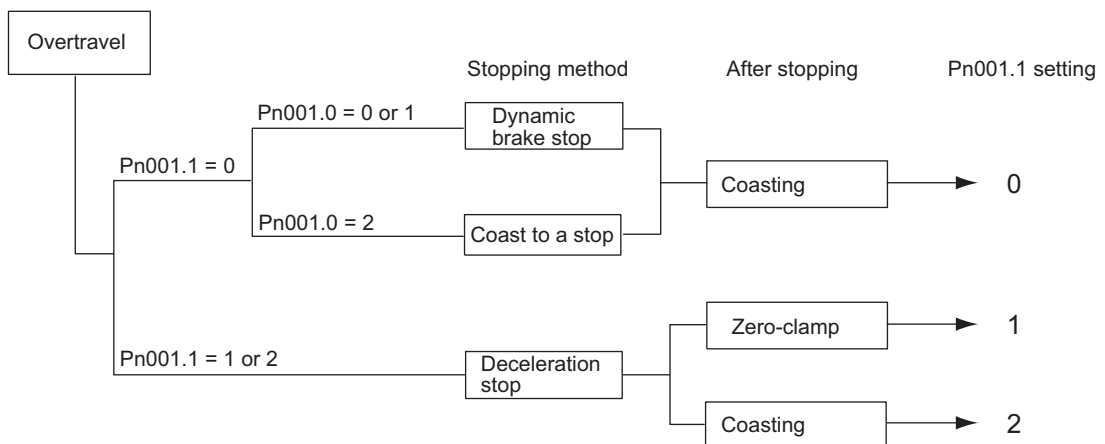 Overtravel
Stopping method
After stopping
Pn001.1 setting
Pn001.0 = 0 or 1
Dynamic
brake stop
Pn001.1 = 0
Coasting
0
Pn001.0 = 2
Coast to a stop
Zero-clamp
1
Pn001.1 = 1 or 2
Deceleration
stop
Coasting
2